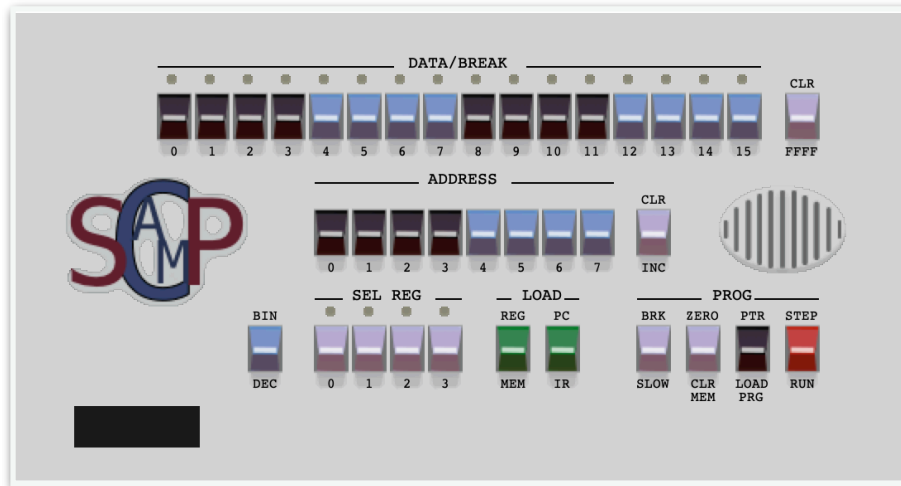 DATA/BREAK
CLR
0 1 2 3 4 5 6 7 8 9 10 11 12 13 14 15 FFFF
ADDRESS
SCAMP
CLR
0 1 2 3 4 5 6 7 INC
SEL REG LOAD PROG
BIN REG PC BRK ZERO PTR STEP
DEC 0 1 2 3 MEM IR SLOW CLR LOAD RUN
MEM PRG